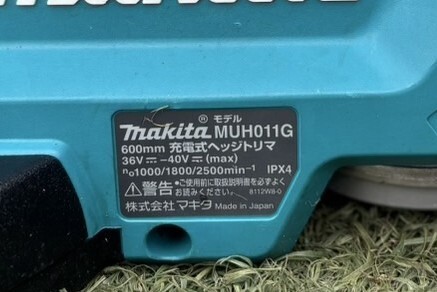 makita® モデル MUH011G
600mm 充電式ヘッジトリマ
36V⎓ -40V⎓ (max)
n₀1000/1800/2500min⁻¹ IPX4
⚠警告 ●ご使用前に取扱説明書を必ず
お読みください。 8112W8-0
株式会社マキタ Made in Japan